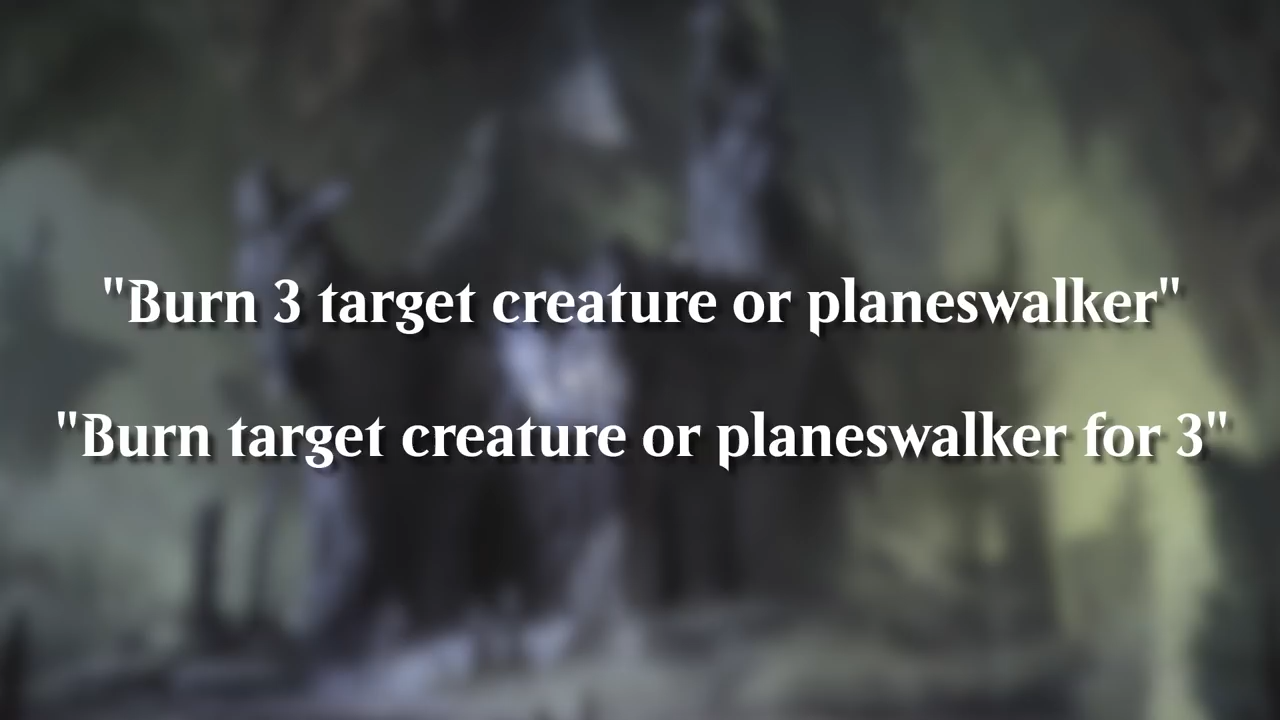 "Burn 3 target creature or planeswalker"
"Burn target creature or planeswalker for 3"